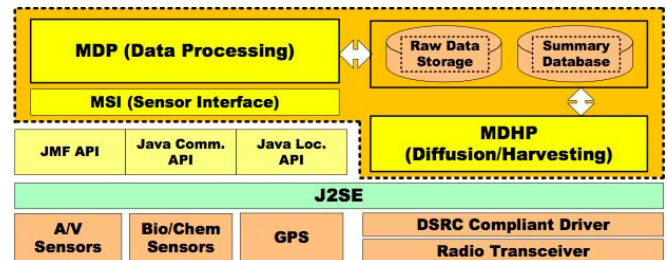 MDP (Data Processing)
Raw Data
Storage
Summary
Database
MSI (Sensor Interface)
MDHP
(Diffusion/Harvesting)
JMF API
Java Comm.
API
Java Loc.
API
J2SE
A/V
Sensors
Bio/Chem
Sensors
GPS
DSRC Compliant Driver
Radio Transceiver